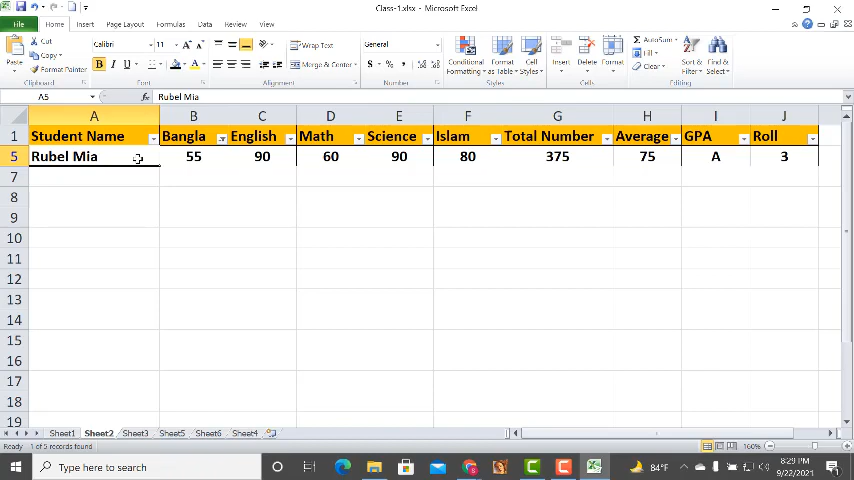 Class-1.xlsx - Microsoft Excel
File Home Insert Page Layout Formulas Data Review View
Paste Cut Copy Format Painter Clipboard
Calibri 11 B I U Font
Wrap Text Merge & Center Alignment
General $ % , Number
Conditional Formatting Format as Table Cell Styles Styles
Insert Delete Format Cells
AutoSum Fill Clear Sort & Filter Find & Select Editing
A5 fx Rubel Mia
A B C D E F G H I J
1 Student Name Bangla English Math Science Islam Total Number Average GPA Roll
5 Rubel Mia 55 90 60 90 80 375 75 A 3
7
8
9
10
11
12
13
14
15
16
17
18
19
Sheet1 Sheet2 Sheet3 Sheet5 Sheet6 Sheet4
Ready 1 of 5 records found 160%
Type here to search 84°F 8:29 PM
9/22/2021